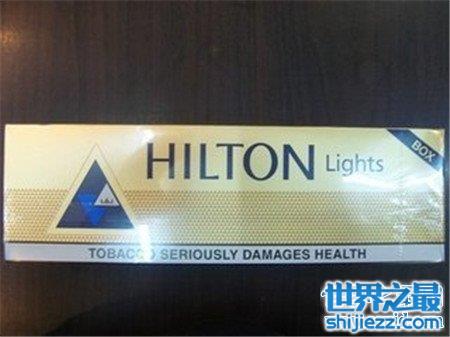 BOX
HILTON Lights
TOBACCO SERIOUSLY DAMAGES HEALTH
世界之最
shijiezz.com